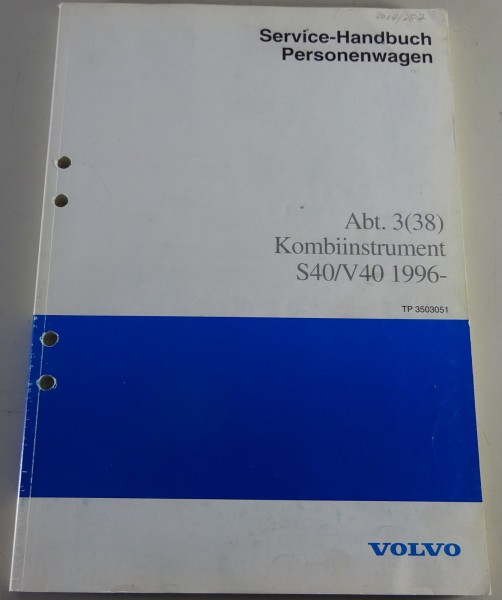 Service-Handbuch
Personenwagen
Abt. 3(38)
Kombiinstrument
S40/V40 1996-
TP 3503051
VOLVO